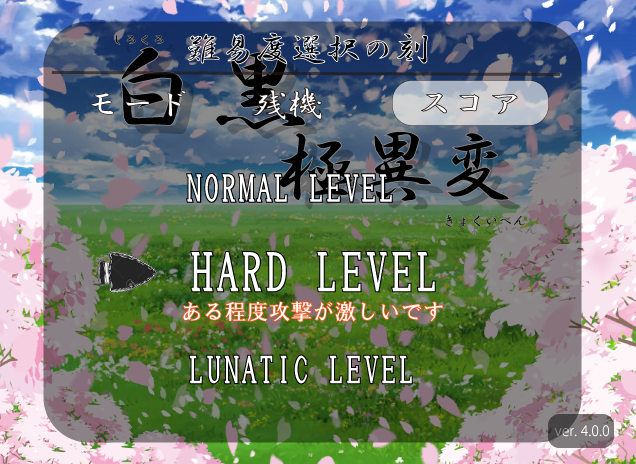 難易度選択の刻
しろくろ
白黒
モード 残機 スコア
極異変
きょくいへん
NORMAL LEVEL
HARD LEVEL
ある程度攻撃が激しいです
LUNATIC LEVEL
ver. 4.0.0